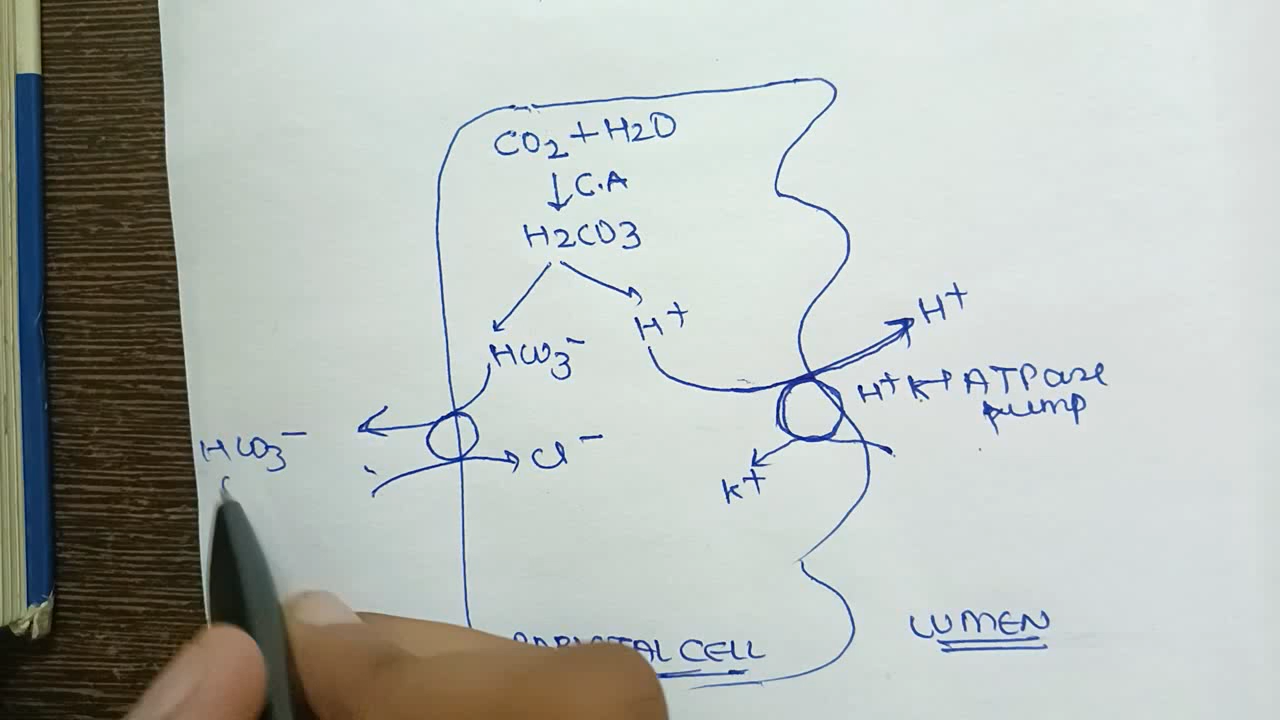 CO2 + H2O
C.A
H2CO3
HCO3⁻
H+
H+
H+ K+ ATPase
pump
HCO3⁻
Cl⁻
K+
CELL
LUMEN